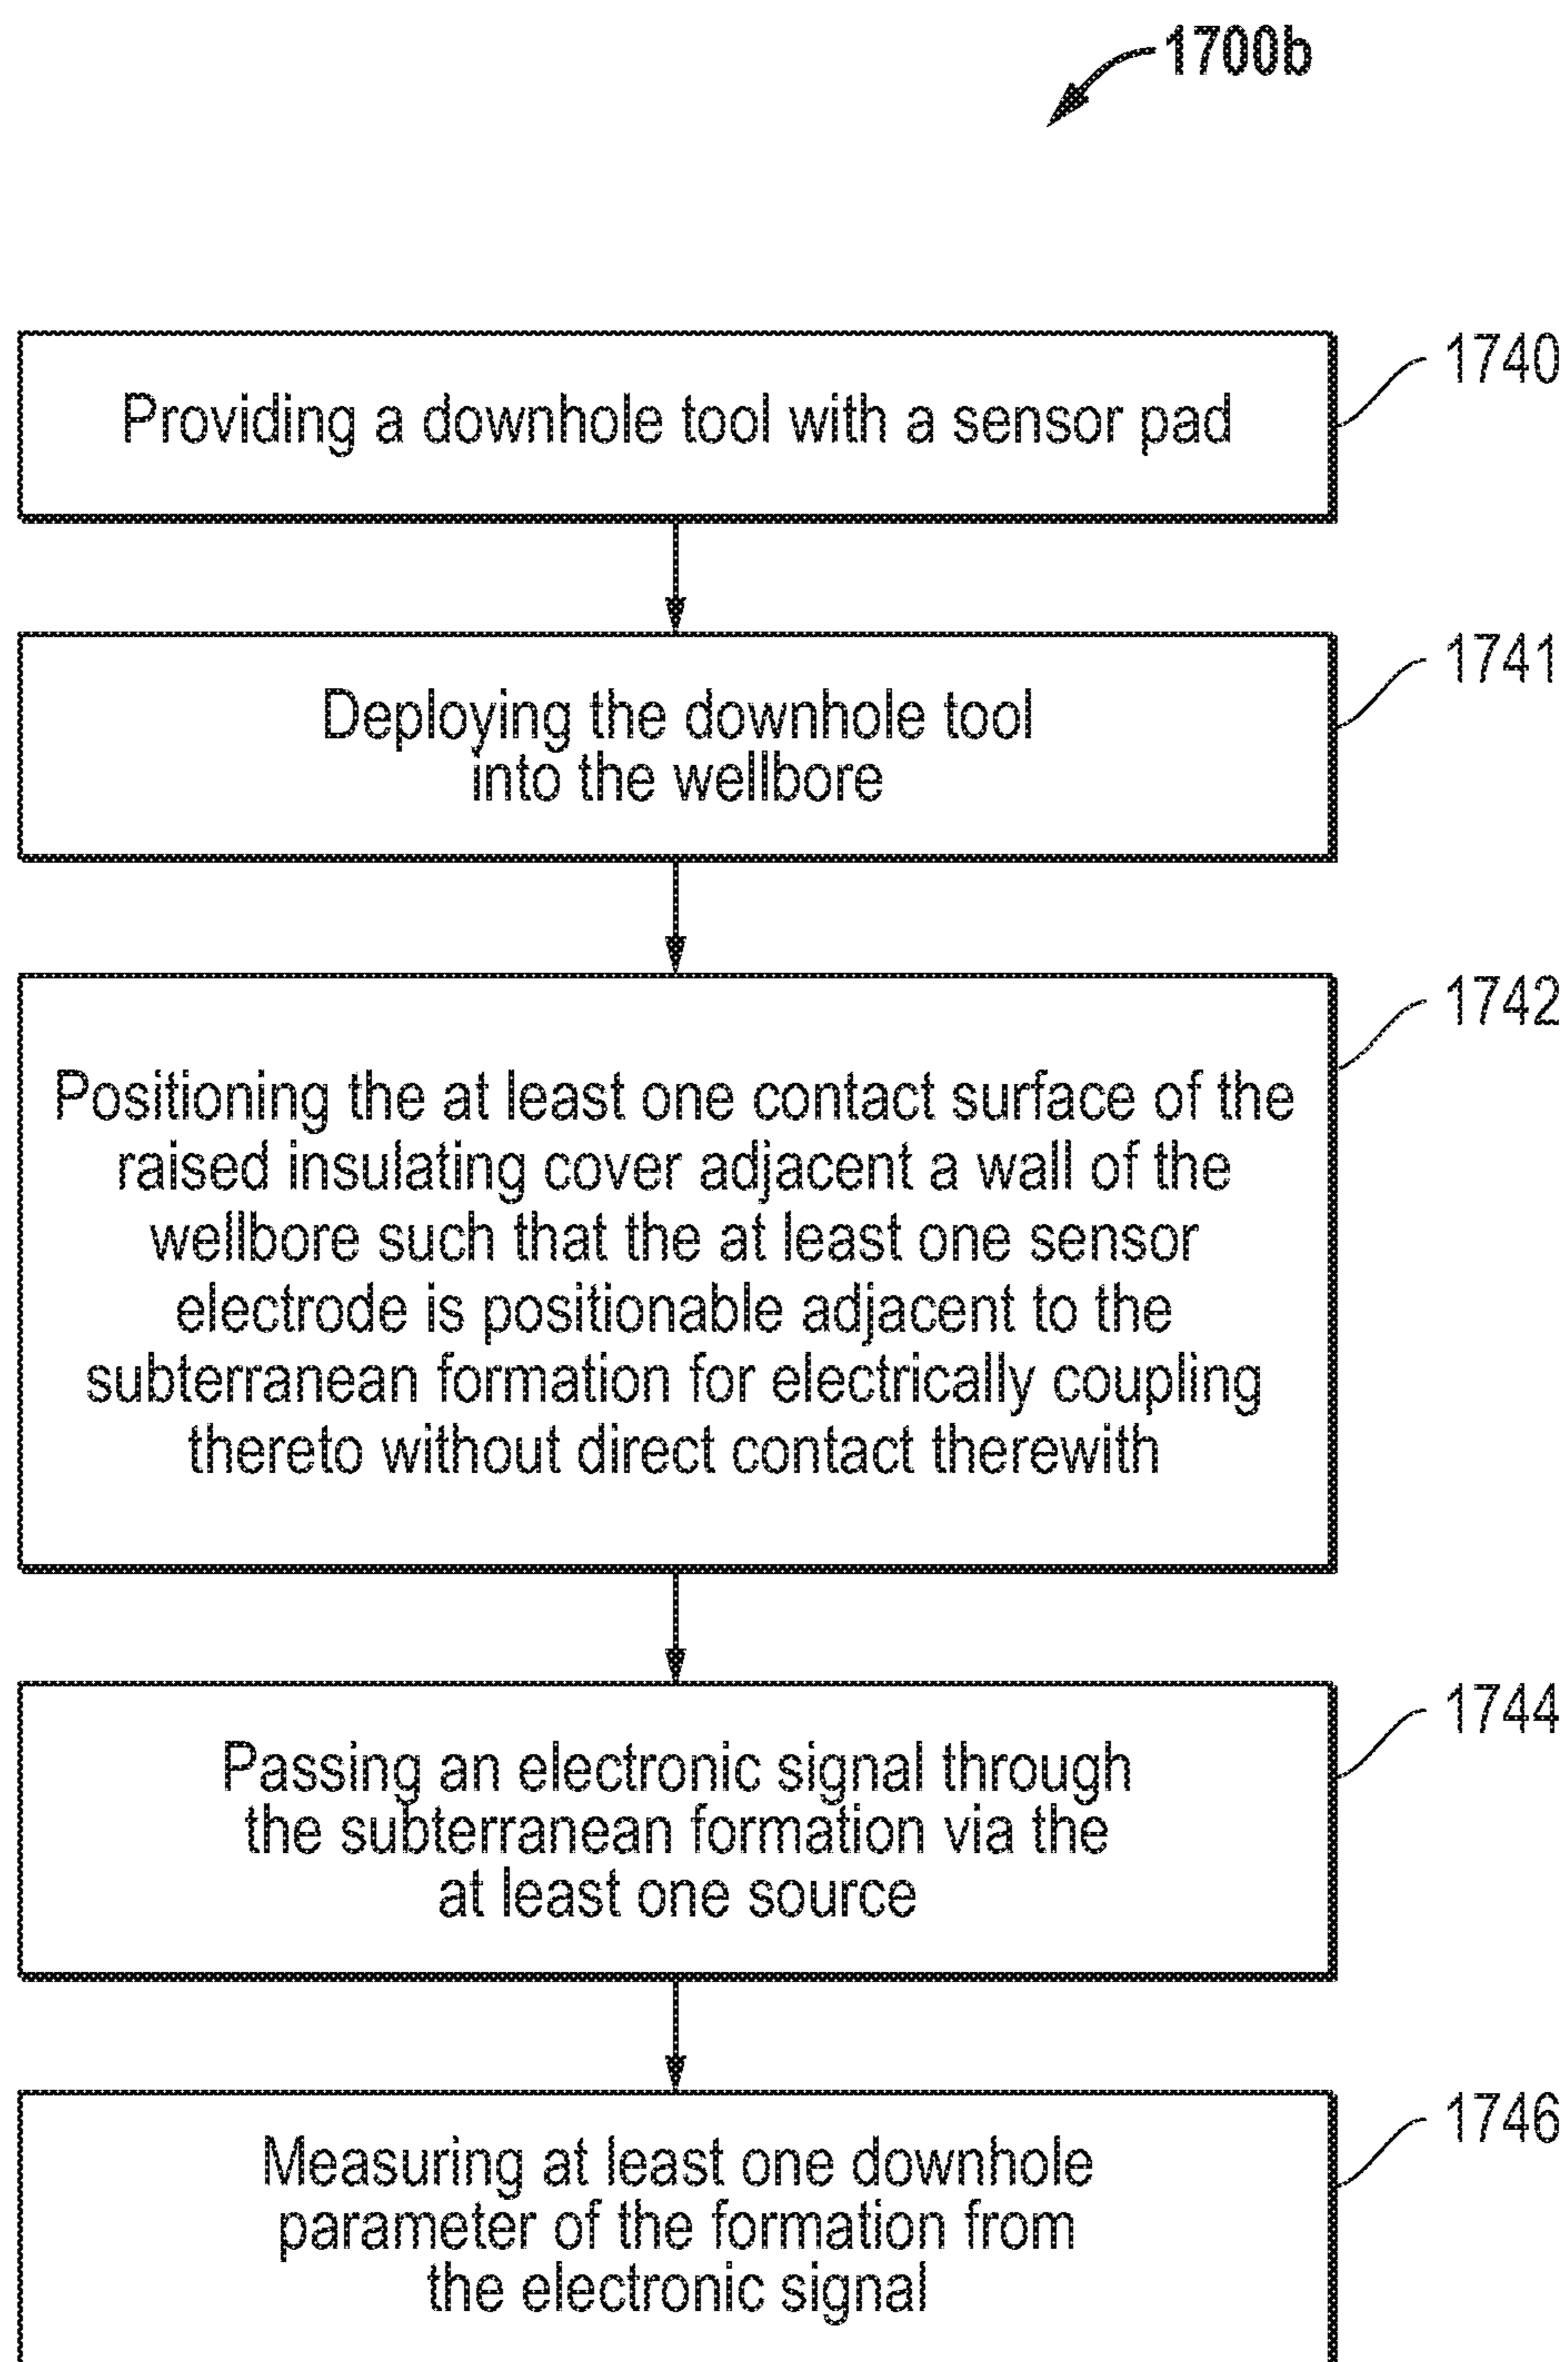 1700b
1740
Providing a downhole tool with a sensor pad
1741
Deploying the downhole tool
into the wellbore
1742
Positioning the at least one contact surface of the
raised insulating cover adjacent a wall of the
wellbore such that the at least one sensor
electrode is positionable adjacent to the
subterranean formation for electrically coupling
thereto without direct contact therewith
1744
Passing an electronic signal through
the subterranean formation via the
at least one source
1746
Measuring at least one downhole
parameter of the formation from
the electronic signal